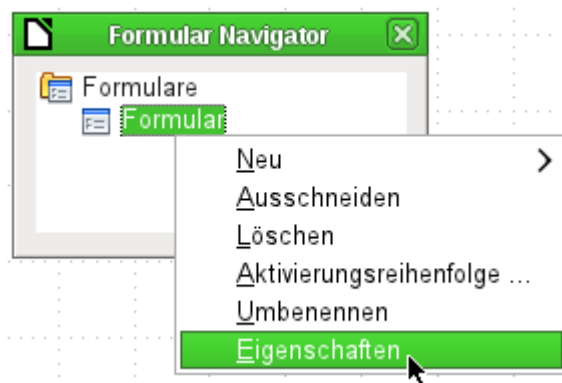 Formular Navigator
Formulare
Formular
Neu
Ausschneiden
Löschen
Aktivierungsreihenfolge ...
Umbenennen
Eigenschaften